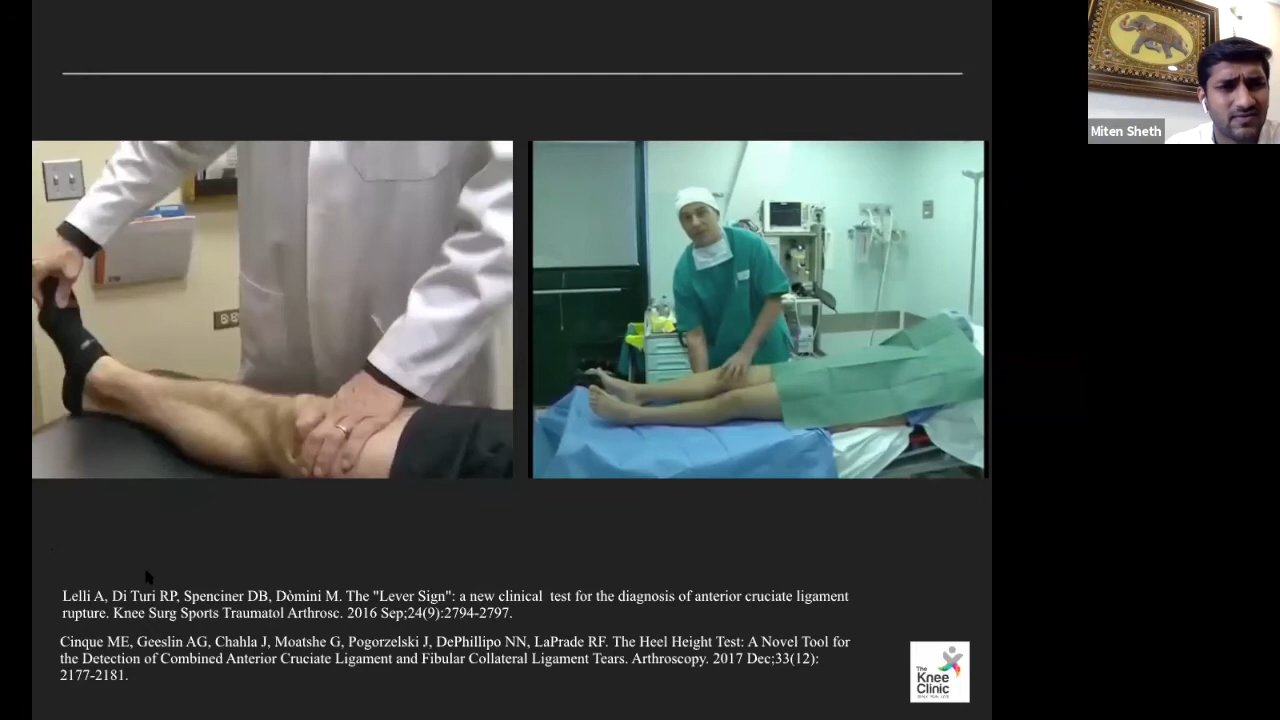 Miten Sheth
Lelli A, Di Turi RP, Spenciner DB, Dòmini M. The "Lever Sign": a new clinical test for the diagnosis of anterior cruciate ligament
rupture. Knee Surg Sports Traumatol Arthrosc. 2016 Sep;24(9):2794-2797.
Cinque ME, Geeslin AG, Chahla J, Moatshe G, Pogorzelski J, DePhillipo NN, LaPrade RF. The Heel Height Test: A Novel Tool for
the Detection of Combined Anterior Cruciate Ligament and Fibular Collateral Ligament Tears. Arthroscopy. 2017 Dec;33(12):
2177-2181.
The
Knee
Clinic